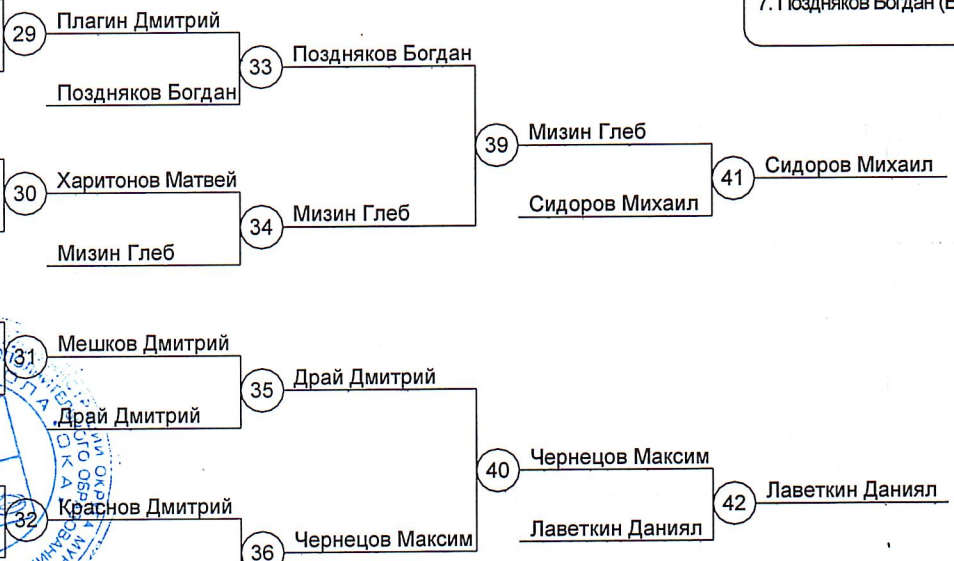 7. Поздняков Богдан
29 Плагин Дмитрий
33 Поздняков Богдан
Поздняков Богдан
39 Мизин Глеб
41 Сидоров Михаил
30 Харитонов Матвей
Сидоров Михаил
34 Мизин Глеб
Мизин Глеб
31 Мешков Дмитрий
35 Драй Дмитрий
Драй Дмитрий
40 Чернецов Максим
42 Лаветкин Даниял
32 Краснов Дмитрий
Лаветкин Даниял
36 Чернецов Максим